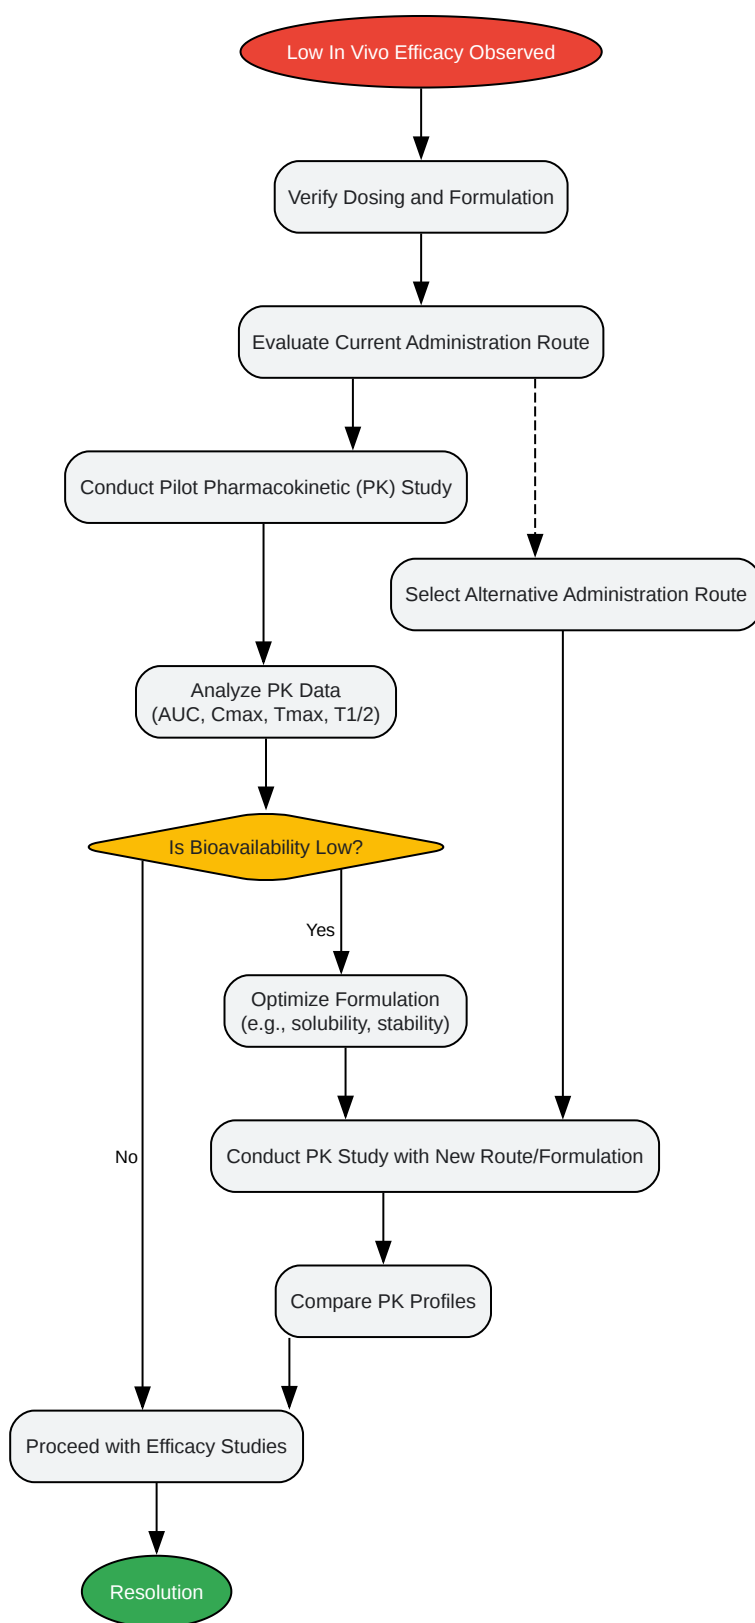 Low In Vivo Efficacy Observed
Verify Dosing and Formulation
Evaluate Current Administration Route
Conduct Pilot Pharmacokinetic (PK) Study
Select Alternative Administration Route
Analyze PK Data
(AUC, Cmax, Tmax, T1/2)
Is Bioavailability Low?
Yes
Optimize Formulation
(e.g., solubility, stability)
No
Conduct PK Study with New Route/Formulation
Compare PK Profiles
Proceed with Efficacy Studies
Resolution